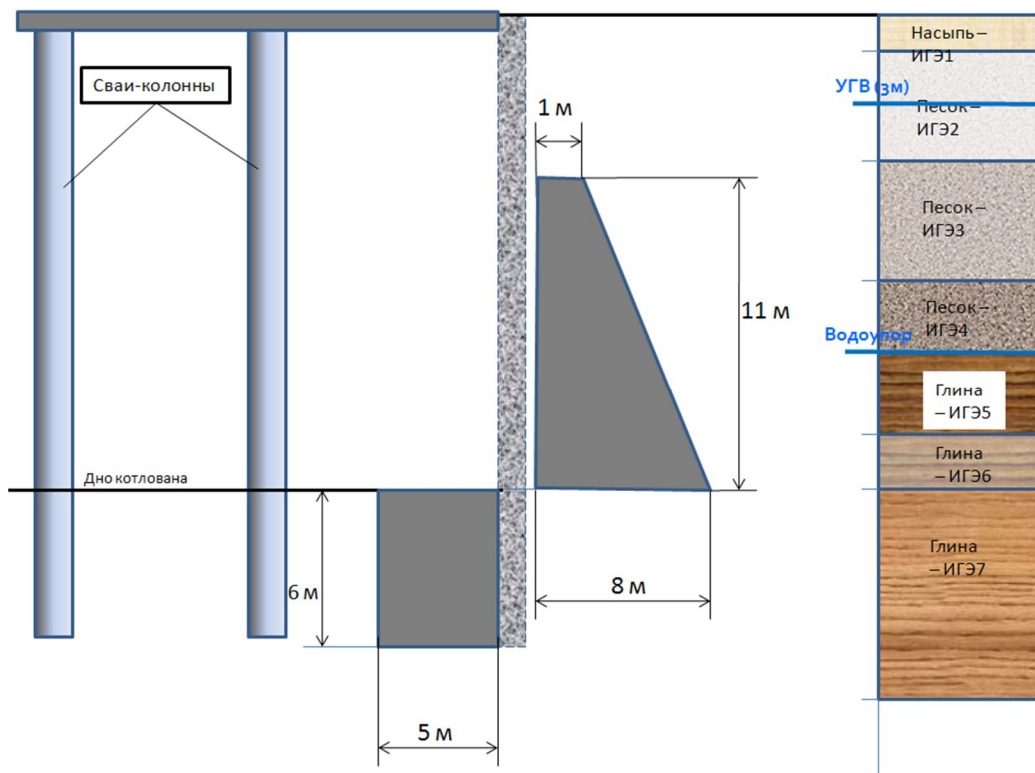 Сваи-колонны
Дно котлована
6 м
5 м
1 м
11 м
8 м
Насыпь –
ИГЭ1
УГВ (3м)
Песок –
ИГЭ2
Песок –
ИГЭ3
Песок –
ИГЭ4
Водоупор
Глина
– ИГЭ5
Глина
– ИГЭ6
Глина
– ИГЭ7